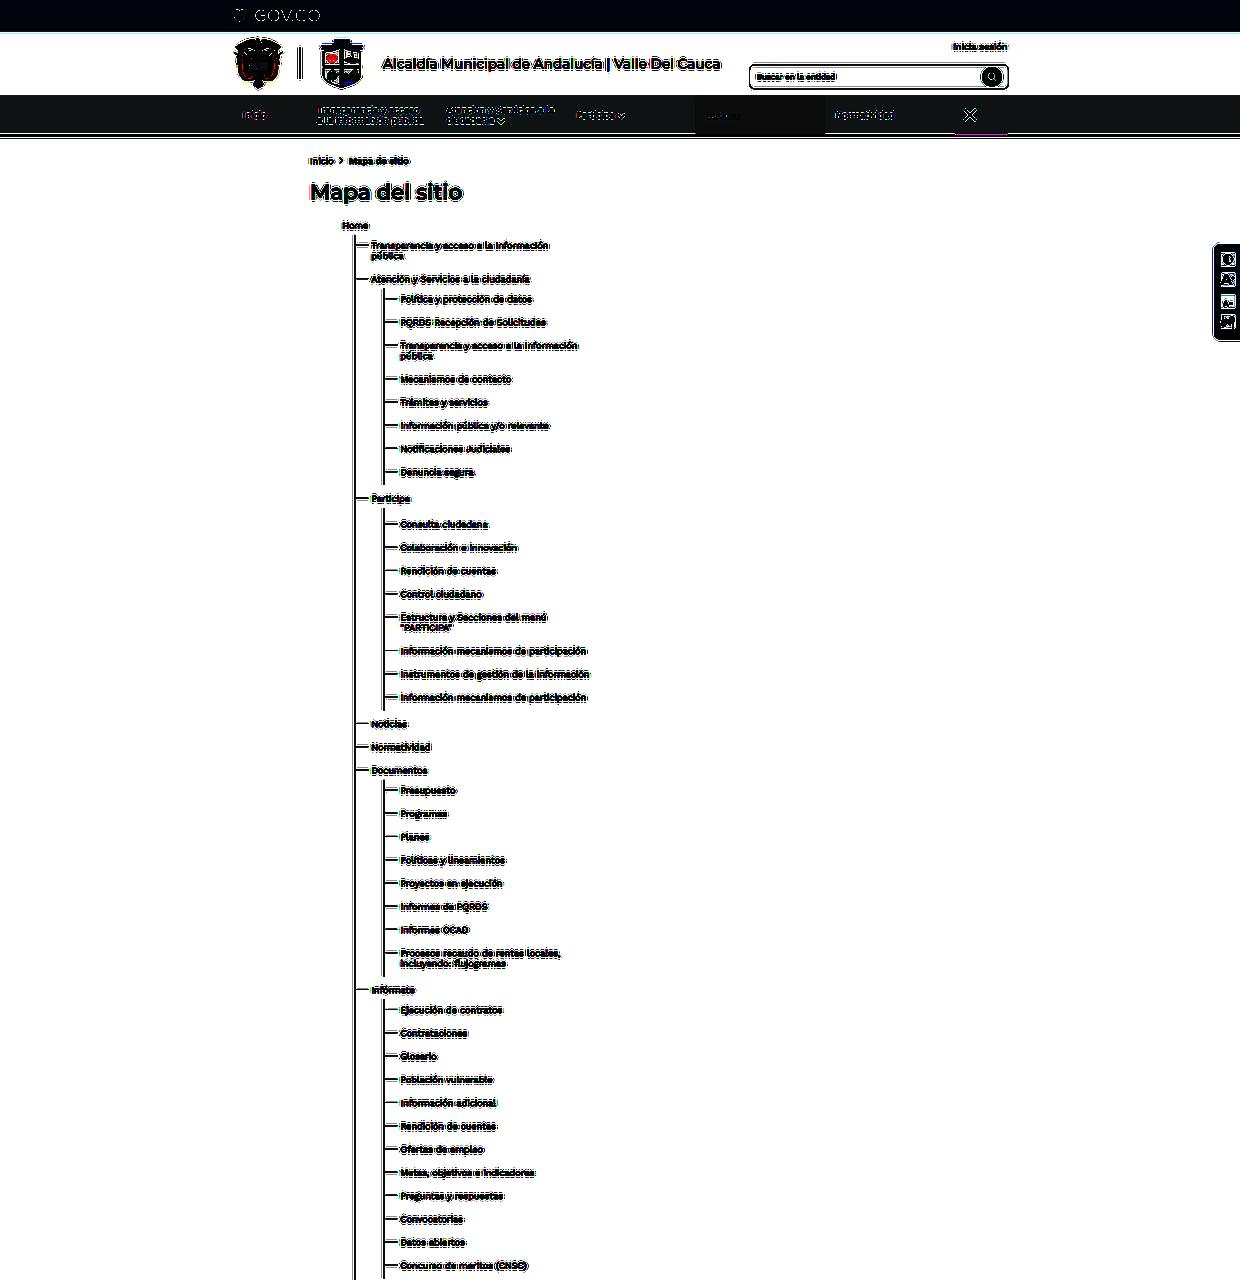 GOV.CO
Inicia sesión
Alcaldía Municipal de Andalucía | Valle Del Cauca
Buscar en la entidad
Inicio
Participa
Normatividad
Inicio > Mapa de sitio
Mapa del sitio
Home
Transparencia y acceso a la información
pública
Atención y Servicios a la ciudadanía
Política y protección de datos
PQRDS Recepción de Solicitudes
Transparencia y acceso a la información
pública
Mecanismos de contacto
Trámites y servicios
Información pública y/o relevante
Notificaciones Judiciales
Denuncia segura
Participa
Consulta ciudadana
Colaboración e innovación
Rendición de cuentas
Control ciudadano
Estructura y Secciones del menú
"PARTICIPA"
Información mecanismos de participación
Instrumentos de gestión de la información
Información mecanismos de participación
Noticias
Normatividad
Documentos
Presupuesto
Programas
Planes
Políticas y lineamientos
Proyectos en ejecución
Informes de PQRDS
Informes OCAD
Procesos recaudo de rentas locales,
incluyendo: flujogramas
Infórmate
Ejecución de contratos
Contrataciones
Glosario
Población vulnerable
Información adicional
Rendición de cuentas
Ofertas de empleo
Metas, objetivos e indicadores
Preguntas y respuestas
Convocatorias
Datos abiertos
Concurso de meritos (CNSC)